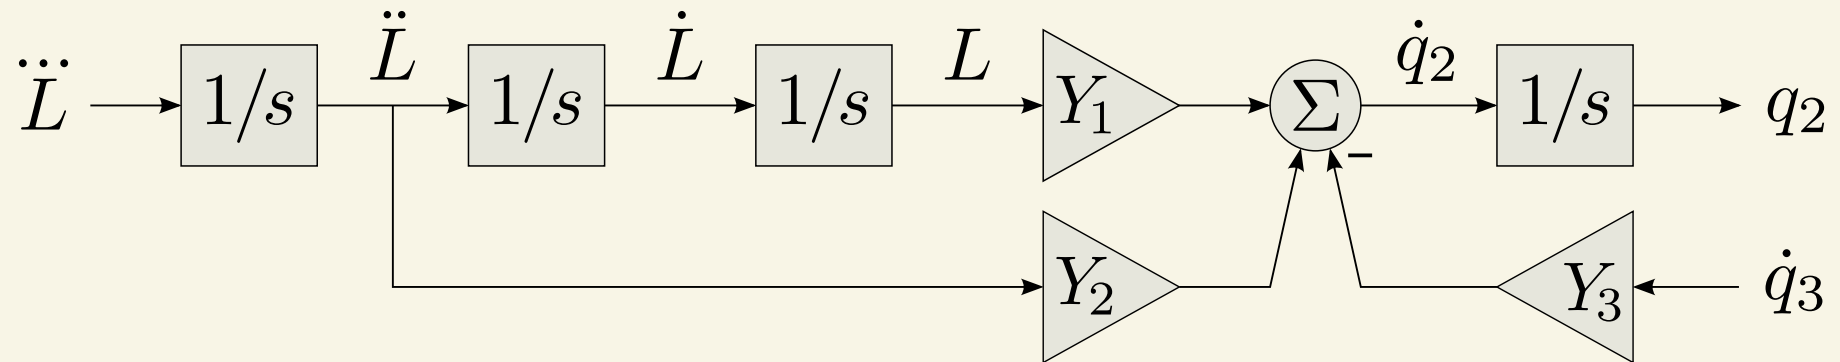 L⃛ 1/s L̈ 1/s L̇ 1/s L Y₁ Σ q̇₂ 1/s q₂
Y₂ - Y₃ q̇₃